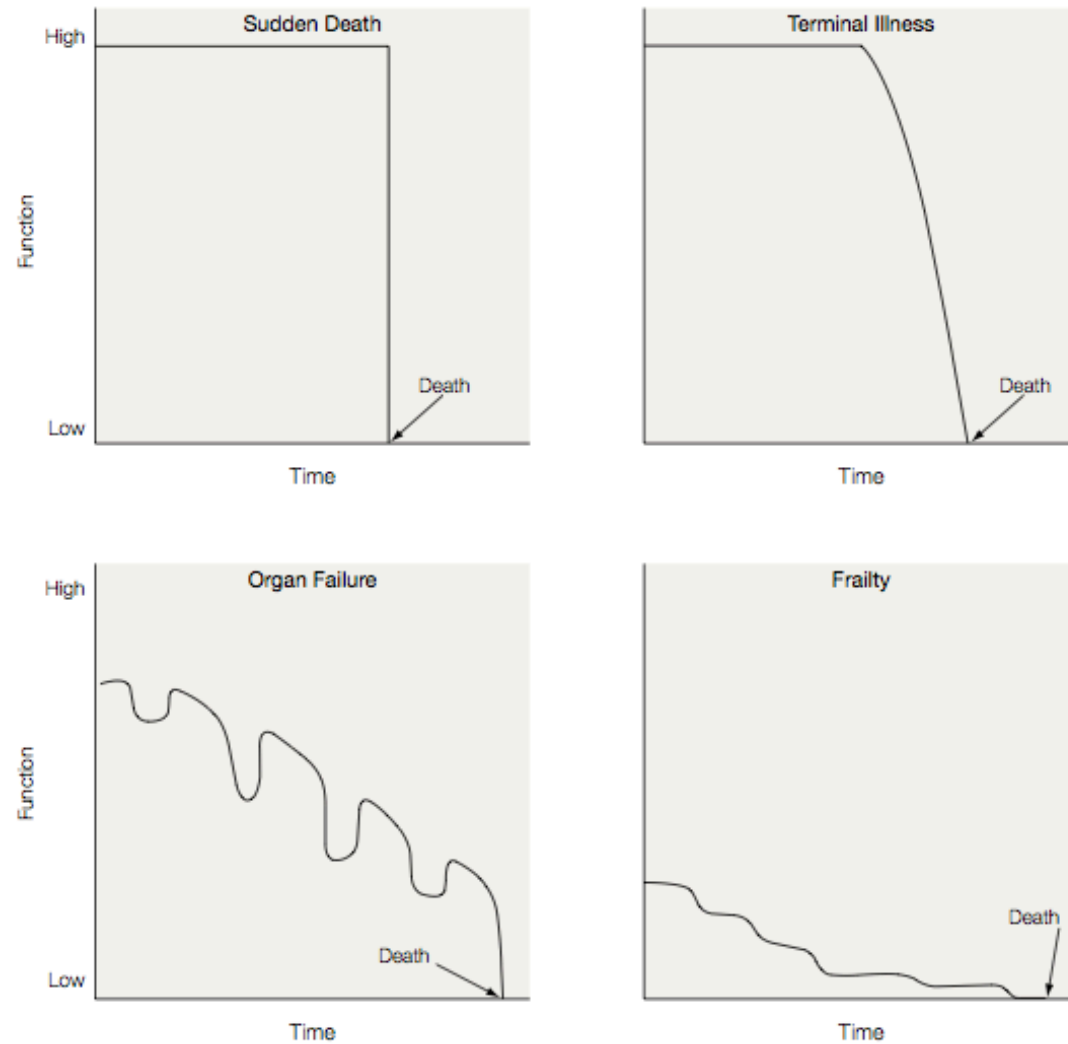 Sudden Death
High
Function
Death
Low
Time
Terminal Illness
Death
Time
Organ Failure
High
Function
Death
Low
Time
Frailty
Death
Time